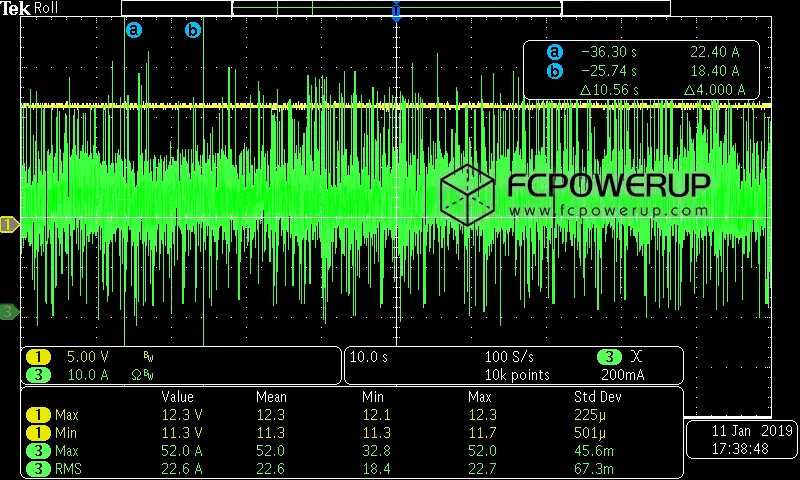 Tek Roll
a
b
a −36.30 s 22.40 A
b −25.74 s 18.40 A
△10.56 s △4.000 A
FCPOWERUP
www.fcpowerup.com
1
3
1 5.00 V BW
3 10.0 A ΩBW
10.0 s 100 S/s 3
10k points 200mA
Value Mean Min Max Std Dev
1 Max 12.3 V 12.3 12.1 12.3 225µ
1 Min 11.3 V 11.3 11.3 11.7 501µ
3 Max 52.0 A 52.0 32.8 52.0 45.6m
3 RMS 22.6 A 22.6 18.4 22.7 67.3m
11 Jan 2019
17:38:48